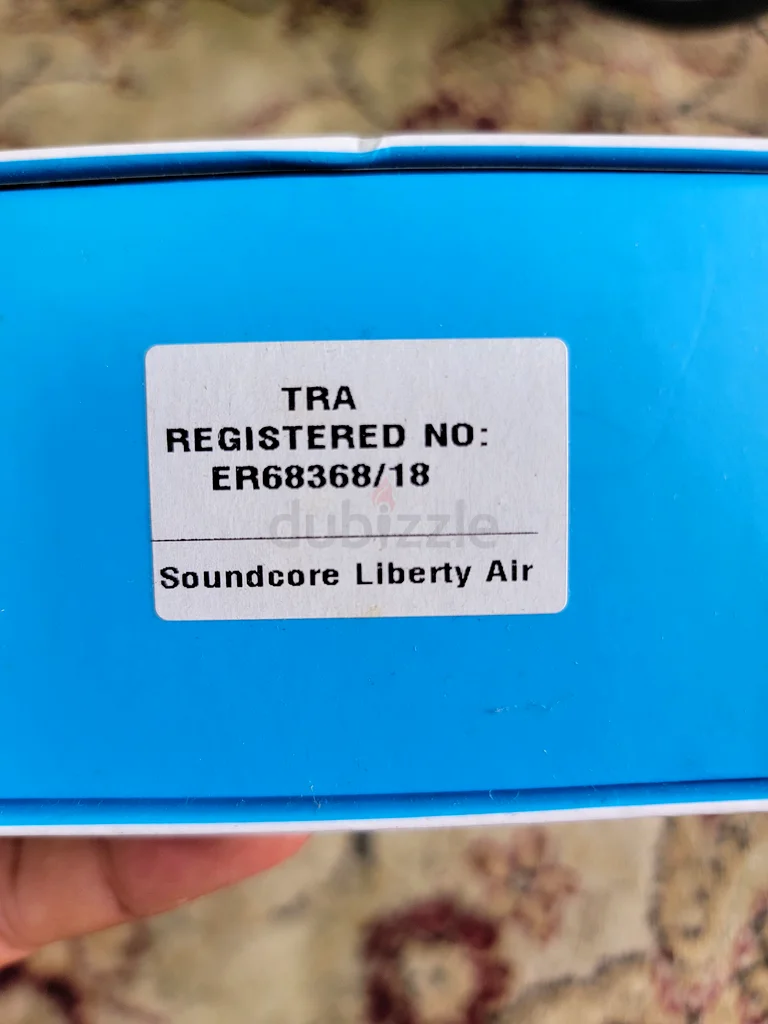 TRA
REGISTERED NO:
ER68368/18
dubizzle
Soundcore Liberty Air